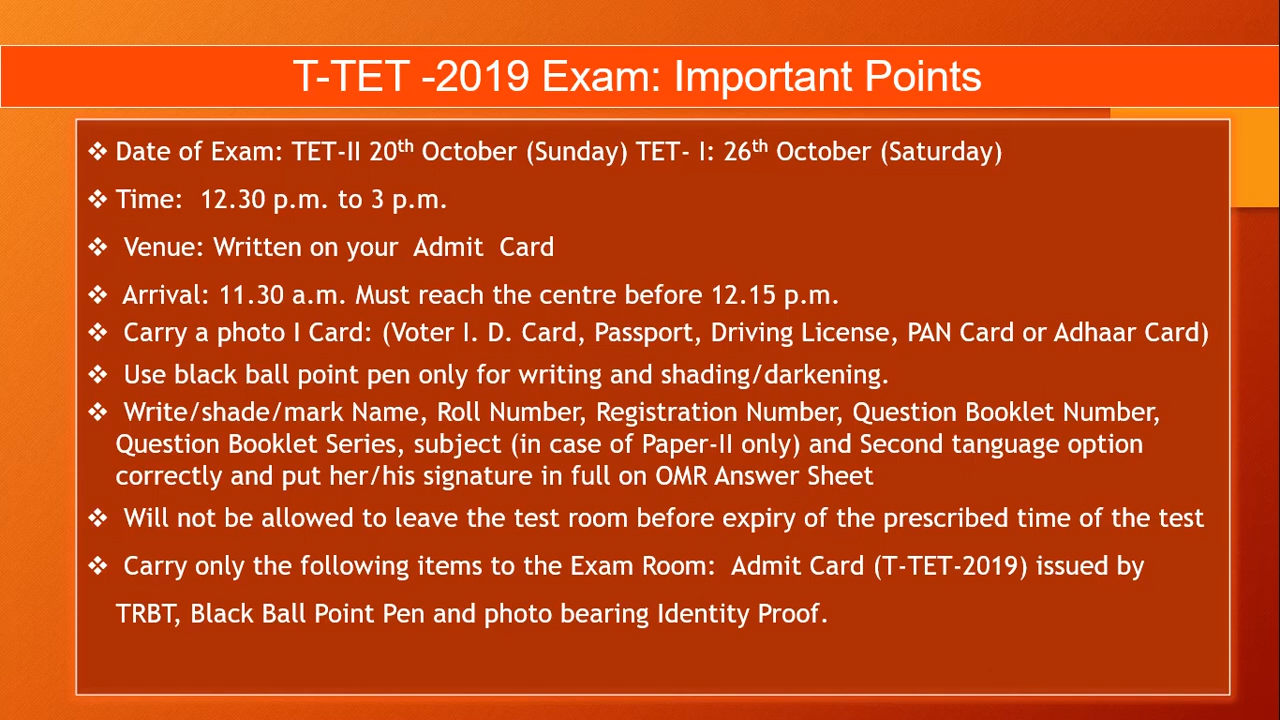 T-TET -2019 Exam: Important Points
❖ Date of Exam: TET-II 20th October (Sunday) TET- I: 26th October (Saturday)
❖ Time: 12.30 p.m. to 3 p.m.
❖ Venue: Written on your Admit Card
❖ Arrival: 11.30 a.m. Must reach the centre before 12.15 p.m.
❖ Carry a photo I Card: (Voter I. D. Card, Passport, Driving License, PAN Card or Adhaar Card)
❖ Use black ball point pen only for writing and shading/darkening.
❖ Write/shade/mark Name, Roll Number, Registration Number, Question Booklet Number,
Question Booklet Series, subject (in case of Paper-II only) and Second tanguage option
correctly and put her/his signature in full on OMR Answer Sheet
❖ Will not be allowed to leave the test room before expiry of the prescribed time of the test
❖ Carry only the following items to the Exam Room: Admit Card (T-TET-2019) issued by
TRBT, Black Ball Point Pen and photo bearing Identity Proof.